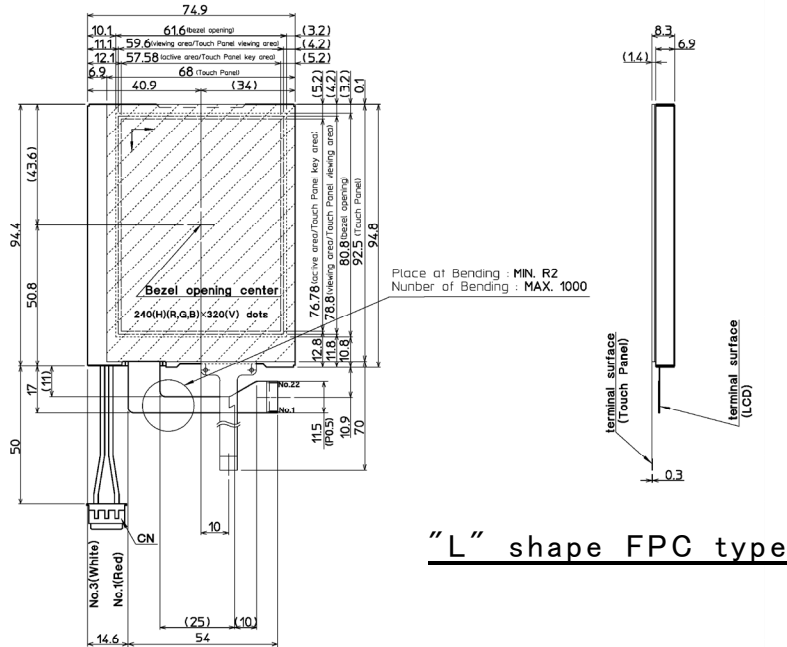 74.9
10.1 61.6(bezel opening) (3.2)
11.1 59.6(viewing area/Touch Panel viewing area) (4.2)
12.1 57.58(active area/Touch Panel key area) (5.2)
6.9 68 (Touch Panel)
40.9 (34)
8.3
6.9
(1.4)
(5.2)
(4.2)
(3.2)
0.1
(43.6)
94.4
50.8
76.78(active area/Touch Pane key area)
78.8(viewing area/Touch Panel viewing area)
80.8(bezel opening)
92.5 (Touch Panel)
94.8
Bezel opening center
240(H)(R,G,B)×320(V) dots
Place at Bending : MIN. R2
Nunber of Bending : MAX. 1000
12.8
11.8
10.8
17
(11)
No.22
No.1
11.5
(P0.5)
10.9
70
50
terminal surface
(Touch Panel)
terminal surface
(LCD)
0.3
10
CN
No.3(White)
No.1(Red)
"L" shape FPC type
(25) (10)
14.6 54